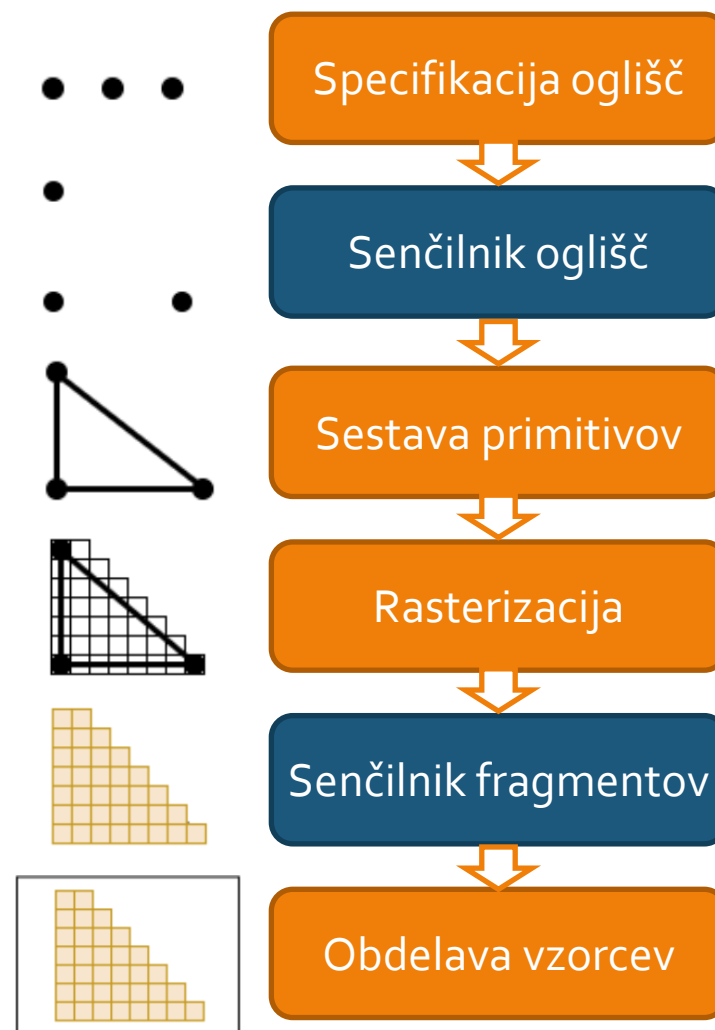 Specifikacija oglišč
Senčilnik oglišč
Sestava primitivov
Rasterizacija
Senčilnik fragmentov
Obdelava vzorcev